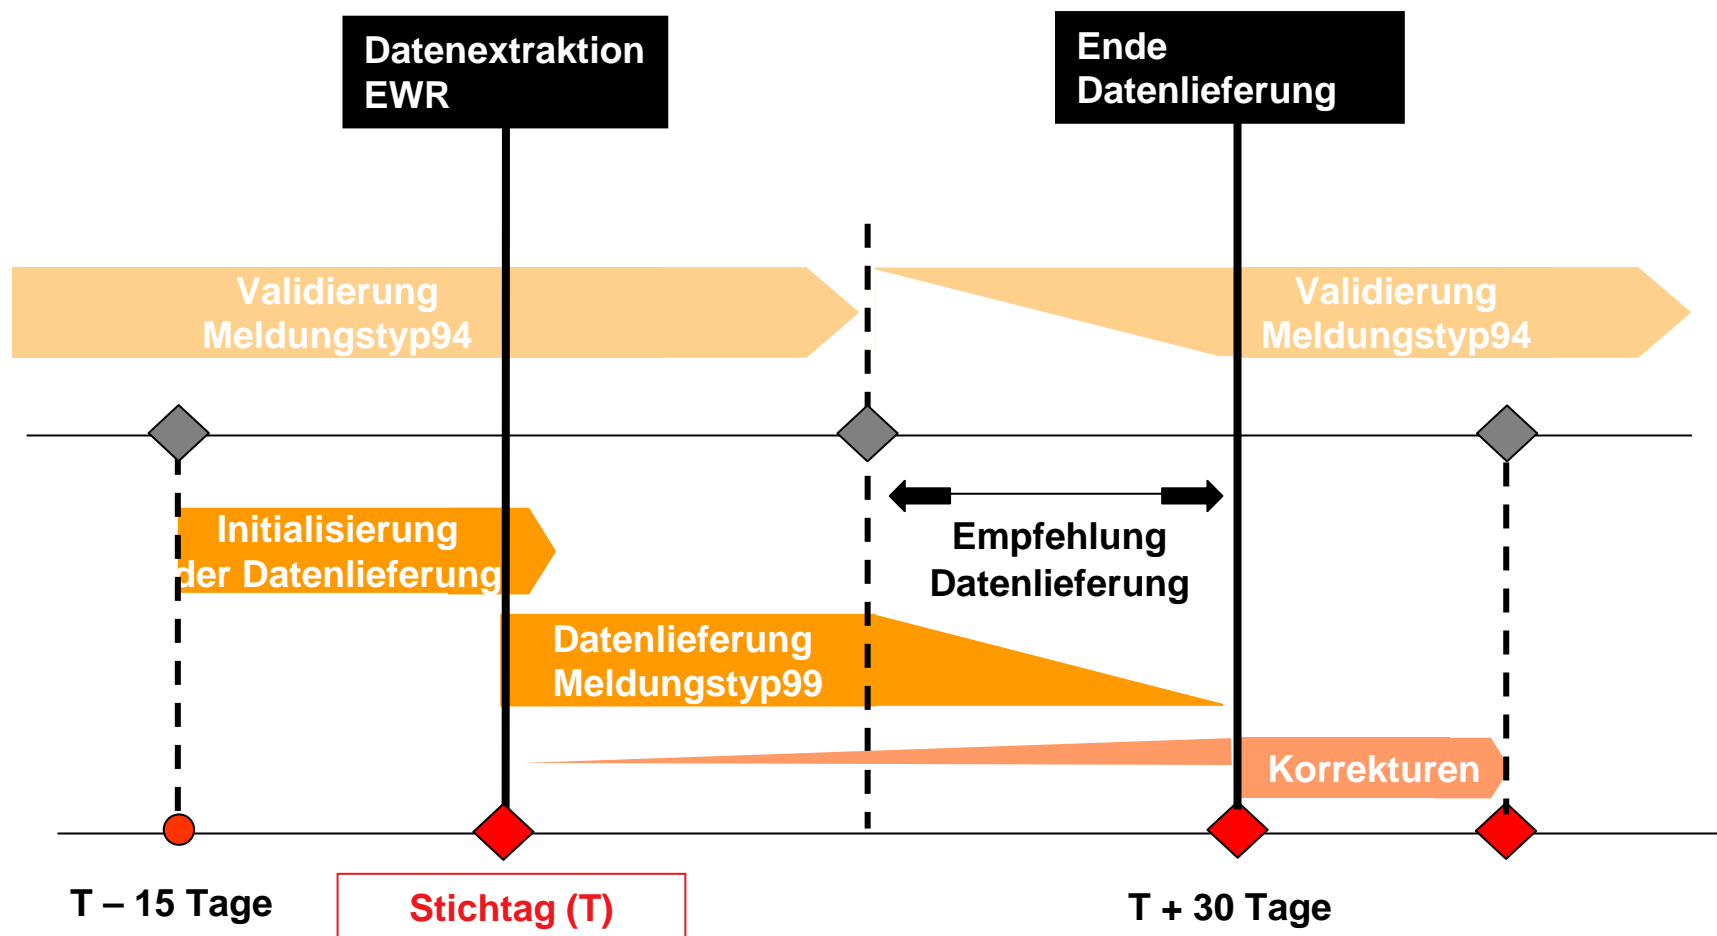 Datenextraktion
EWR
Ende
Datenlieferung
Validierung
Meldungstyp94
Validierung
Meldungstyp94
Initialisierung
der Datenlieferung
Empfehlung
Datenlieferung
Datenlieferung
Meldungstyp99
Korrekturen
T – 15 Tage
Stichtag (T)
T + 30 Tage